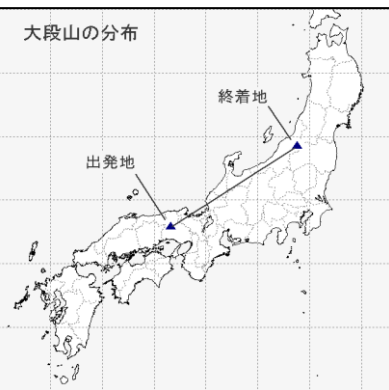 大段山の分布
終着地
出発地